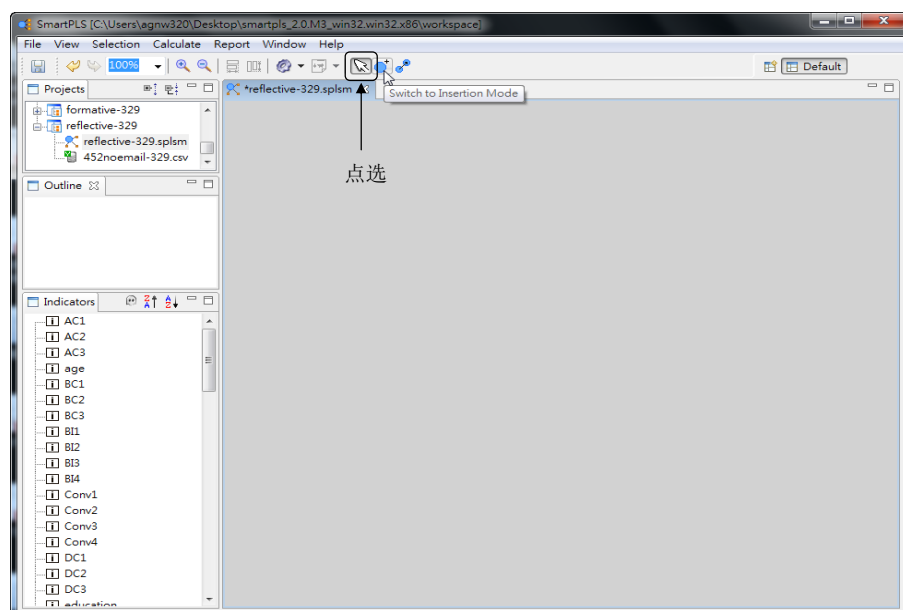 SmartPLS [C:\Users\agnw320\Desktop\smartpls_2.0.M3_win32.win32.x86\workspace]
File View Selection Calculate Report Window Help
100%
Default
Projects
*reflective-329.splsm
Switch to Insertion Mode
formative-329
reflective-329
reflective-329.splsm
452noemail-329.csv
点选
Outline
Indicators
AC1
AC2
AC3
age
BC1
BC2
BC3
BI1
BI2
BI3
BI4
Conv1
Conv2
Conv3
Conv4
DC1
DC2
DC3
education